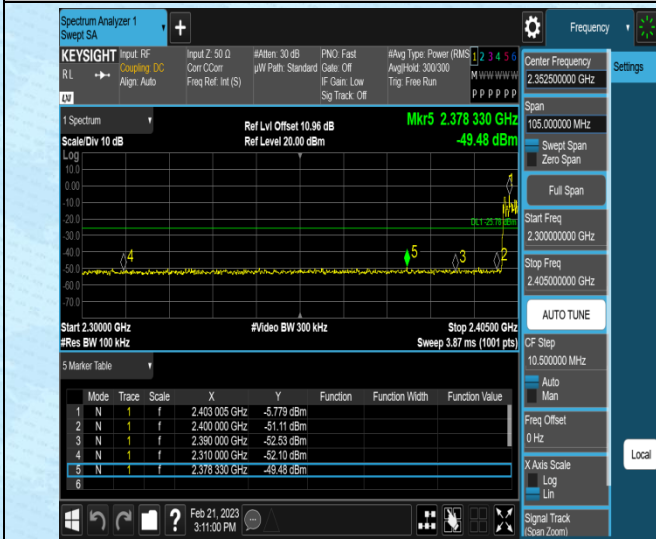 Spectrum Analyzer 1
Swept SA
+
Frequency
KEYSIGHT
Input: RF
Coupling: DC
Align: Auto
Input Z: 50 Ω
Corr CCorr
Freq Ref: Int (S)
#Atten: 30 dB
µW Path: Standard
PNO: Fast
Gate: Off
IF Gain: Low
Sig Track: Off
#Avg Type: Power (RMS
Avg|Hold: 300/300
Trig: Free Run
1 2 3 4 5 6
M W W W W W
P P P P P P
RL
LXI
1 Spectrum
Scale/Div 10 dB
Ref Lvl Offset 10.96 dB
Ref Level 20.00 dBm
Mkr5 2.378 330 GHz
-49.48 dBm
Log
10.0
0.00
-10.0
-20.0
-30.0
-40.0
-50.0
-60.0
-70.0
DL1 -25.78 dBm
1
4
5
3
2
Start 2.30000 GHz
#Res BW 100 kHz
#Video BW 300 kHz
Stop 2.40500 GHz
Sweep 3.87 ms (1001 pts)
5 Marker Table
Mode Trace Scale X Y Function Function Width Function Value
1 N 1 f 2.403 005 GHz -5.779 dBm
2 N 1 f 2.400 000 GHz -51.11 dBm
3 N 1 f 2.390 000 GHz -52.53 dBm
4 N 1 f 2.310 000 GHz -52.10 dBm
5 N 1 f 2.378 330 GHz -49.48 dBm
6
?
Feb 21, 2023
3:11:00 PM
Center Frequency
2.352500000 GHz
Span
105.000000 MHz
Swept Span
Zero Span
Full Span
Start Freq
2.300000000 GHz
Stop Freq
2.405000000 GHz
AUTO TUNE
CF Step
10.500000 MHz
Auto
Man
Freq Offset
0 Hz
X Axis Scale
Log
Lin
Signal Track
(Span Zoom)
Settings
Local